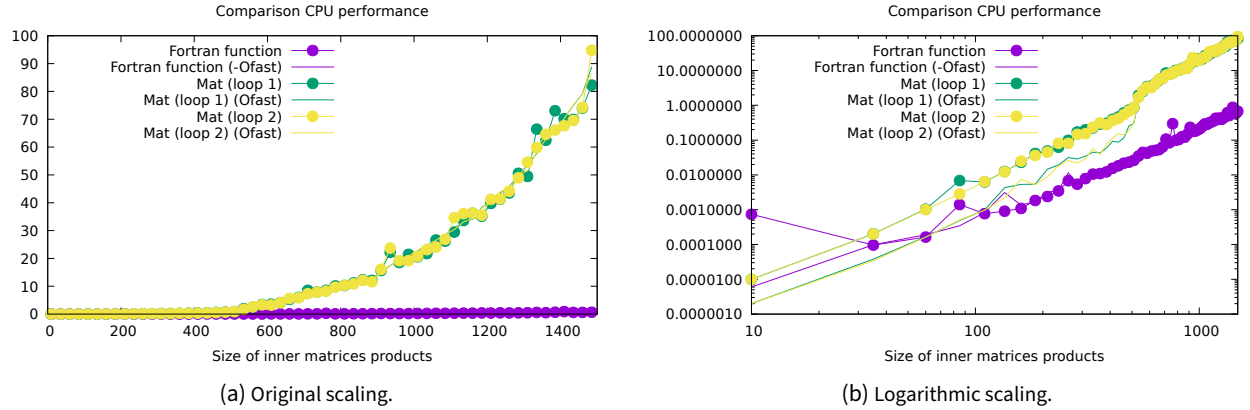 Comparison CPU performance
100
90
80
70
60
50
40
30
20
10
0
Fortran function
Fortran function (-Ofast)
Mat (loop 1)
Mat (loop 1) (Ofast)
Mat (loop 2)
Mat (loop 2) (Ofast)
0 200 400 600 800 1000 1200 1400
Size of inner matrices products
(a) Original scaling.
Comparison CPU performance
100.0000000
10.0000000
1.0000000
0.1000000
0.0100000
0.0010000
0.0001000
0.0000100
0.0000010
Fortran function
Fortran function (-Ofast)
Mat (loop 1)
Mat (loop 1) (Ofast)
Mat (loop 2)
Mat (loop 2) (Ofast)
10 100 1000
Size of inner matrices products
(b) Logarithmic scaling.